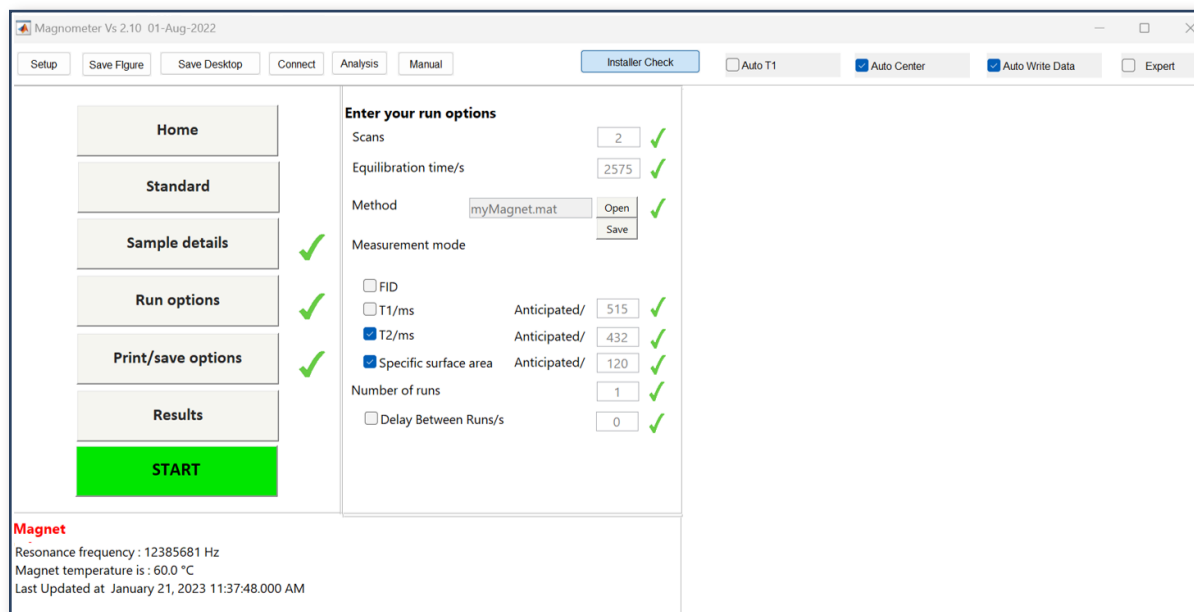 Magnometer Vs 2.10 01-Aug-2022
Setup Save FIgure Save Desktop Connect Analysis Manual Installer Check Auto T1 Auto Center Auto Write Data Expert
Home
Standard
Sample details
Run options
Print/save options
Results
START
Enter your run options
Scans 2
Equilibration time/s 2575
Method myMagnet.mat Open
Save
Measurement mode
FID
T1/ms Anticipated/ 515
T2/ms Anticipated/ 432
Specific surface area Anticipated/ 120
Number of runs 1
Delay Between Runs/s 0
Magnet
Resonance frequency : 12385681 Hz
Magnet temperature is : 60.0 °C
Last Updated at January 21, 2023 11:37:48.000 AM